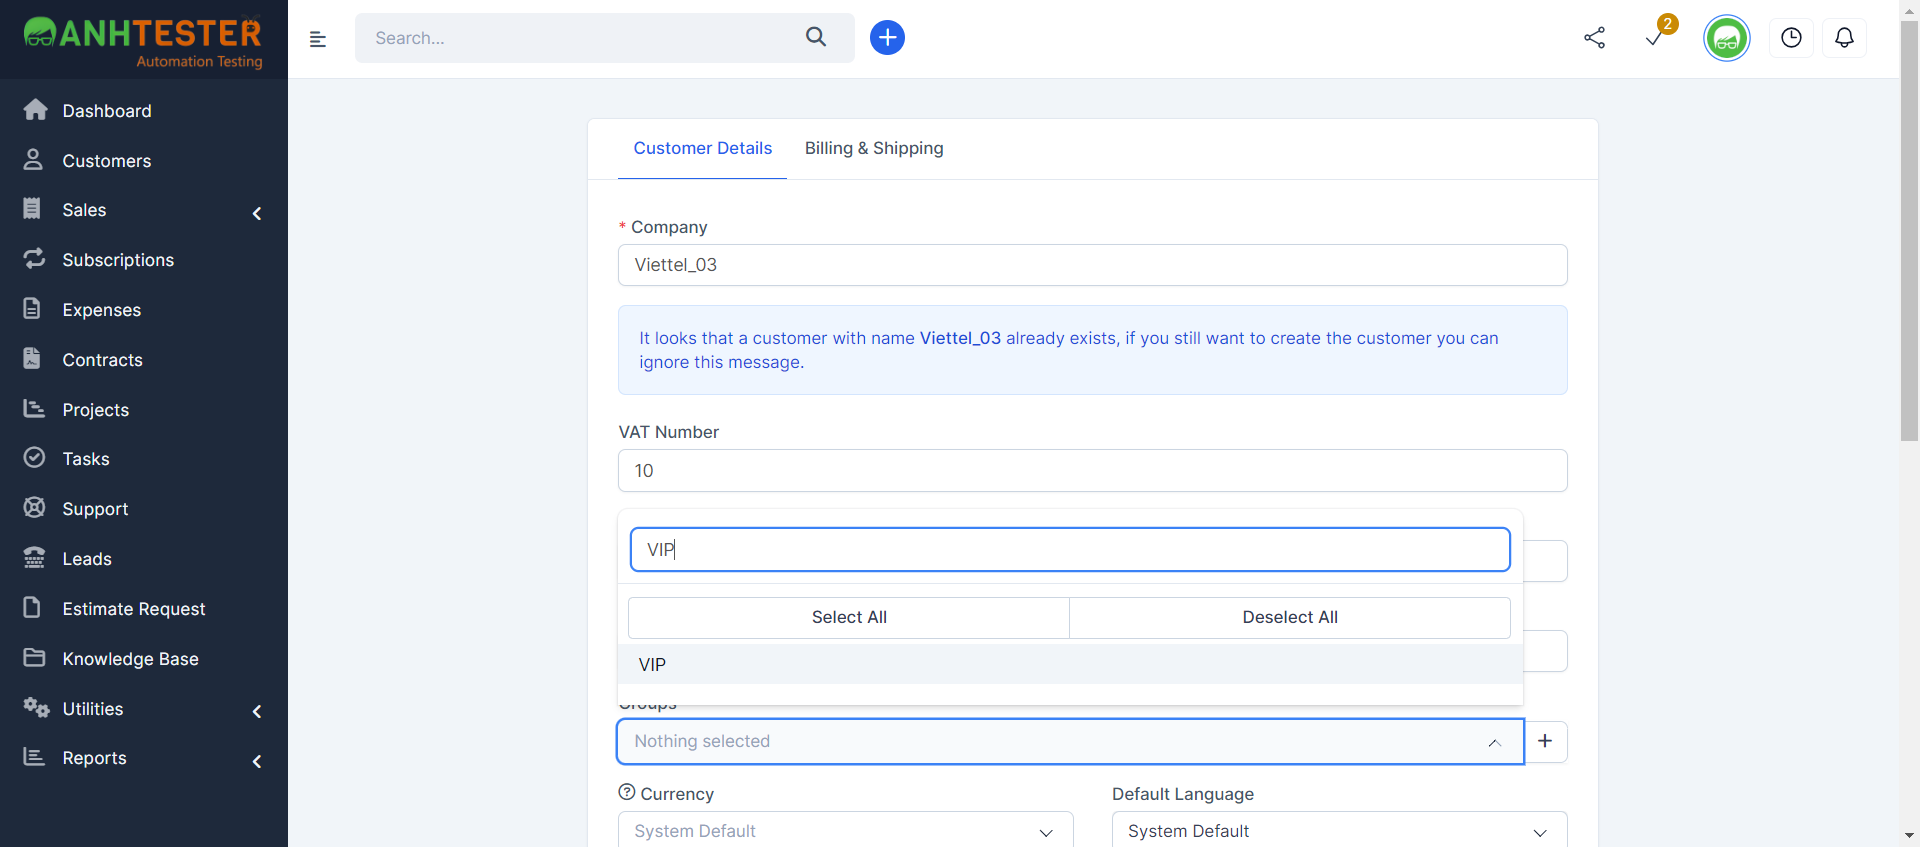 ANHTESTER
Automation Testing
Search...
2
Dashboard
Customers
Sales
Subscriptions
Expenses
Contracts
Projects
Tasks
Support
Leads
Estimate Request
Knowledge Base
Utilities
Reports
Customer Details
Billing & Shipping
* Company
Viettel_03
It looks that a customer with name Viettel_03 already exists, if you still want to create the customer you can
ignore this message.
VAT Number
10
VIP
Select All
Deselect All
VIP
Groups
Nothing selected
Currency
Default Language
System Default
System Default